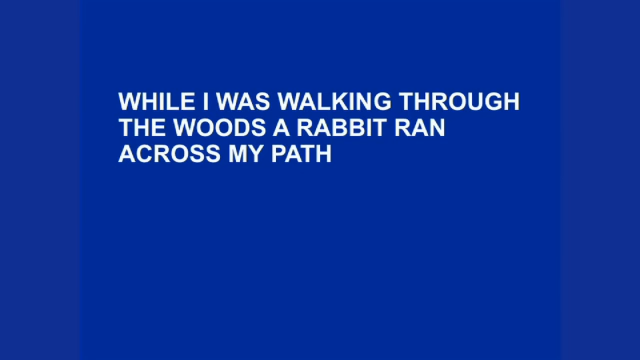 WHILE I WAS WALKING THROUGH
THE WOODS A RABBIT RAN
ACROSS MY PATH